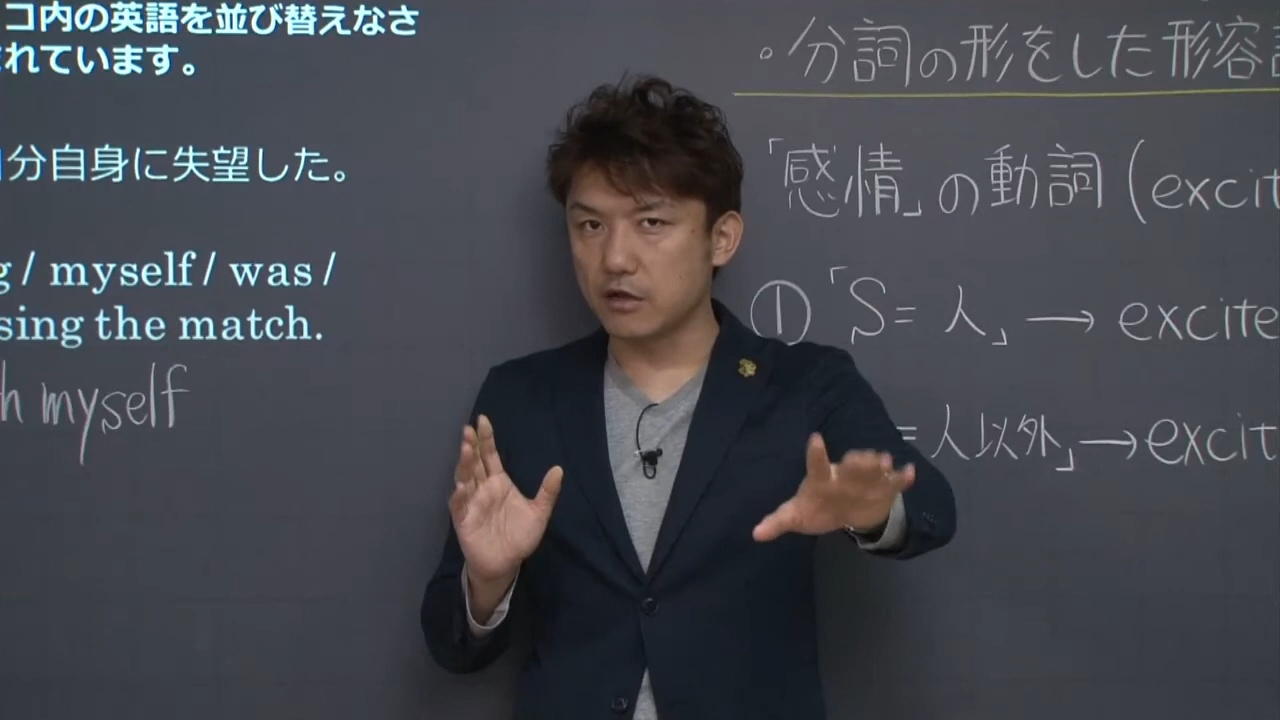 コ内の英語を並び替えなさ
れています。
分自身に失望した。
g / myself / was /
sing the match.
h myself
。分詞の形をした形容詞
「感情」の動詞(excit
①「S=人」→excite
=人以外」→excit